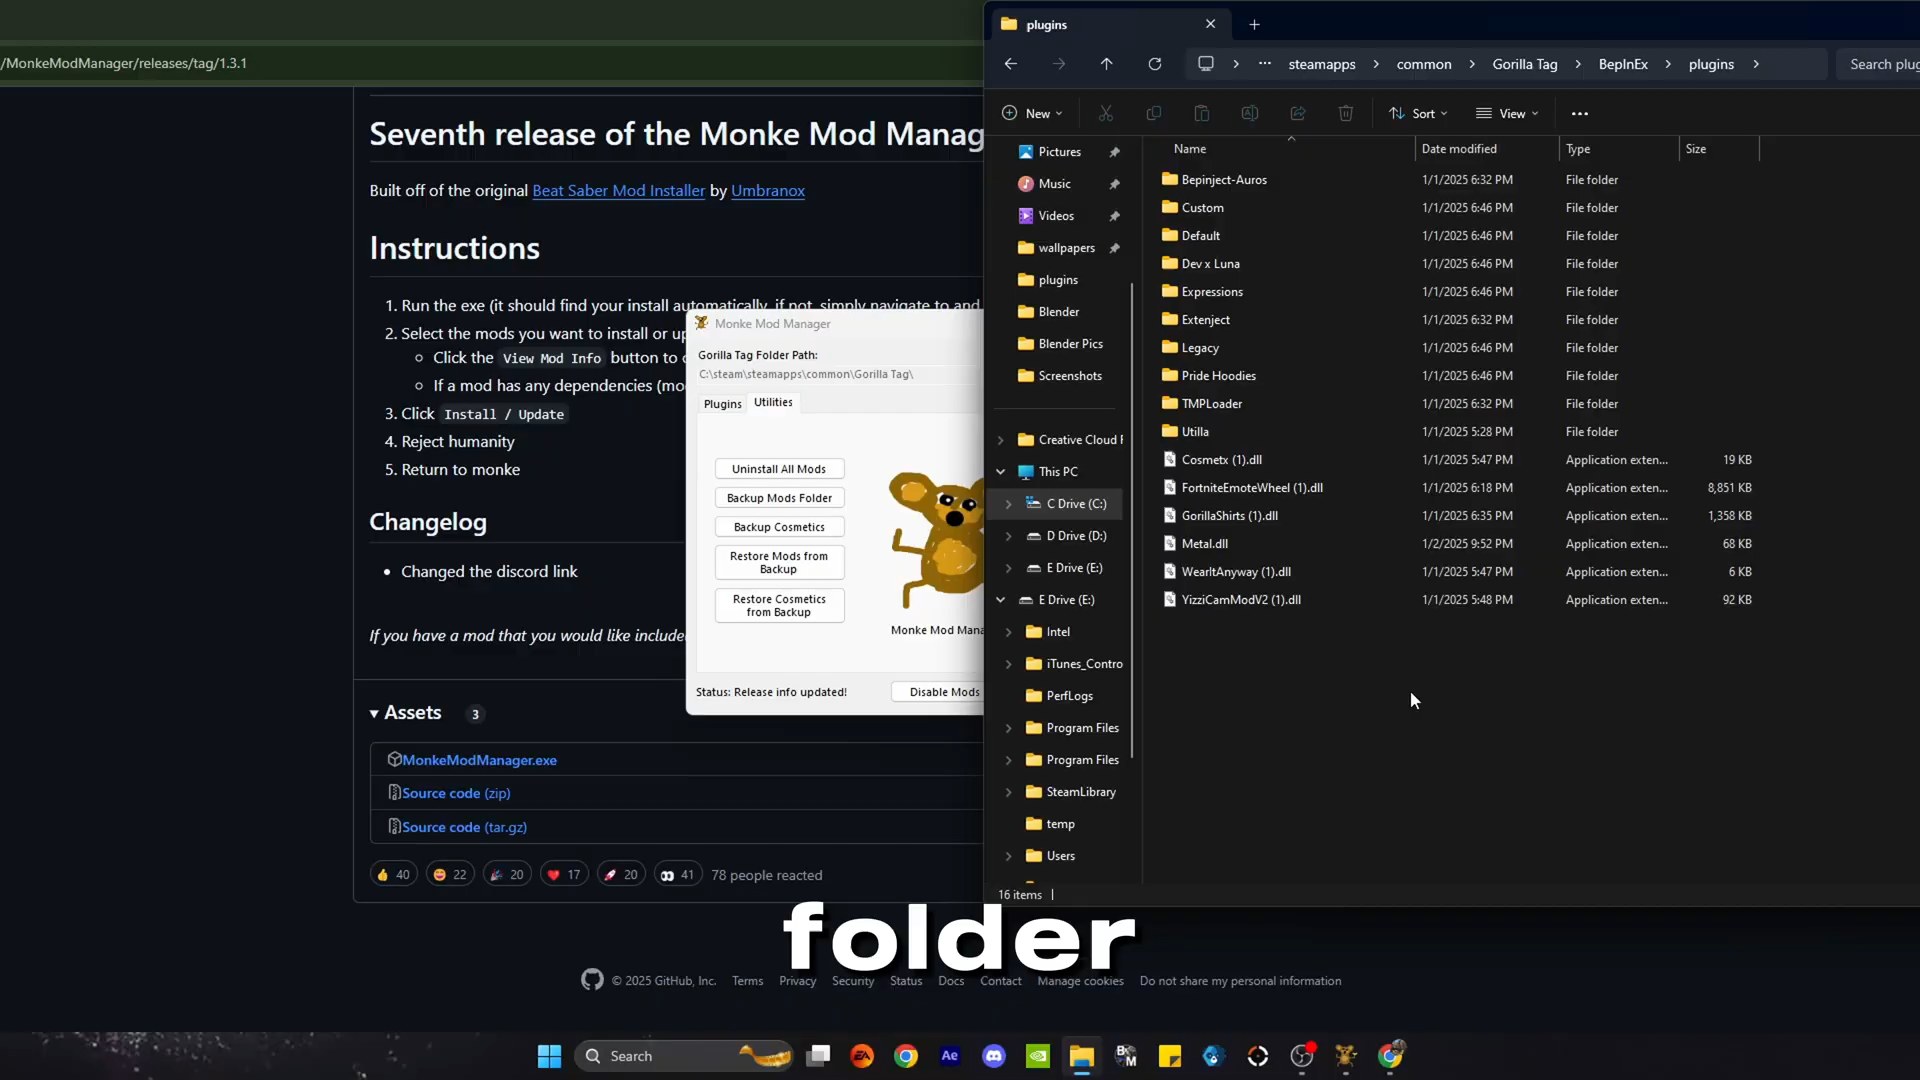 /MonkeModManager/releases/tag/1.3.1
Seventh release of the Monke Mod Manag
Built off of the original Beat Saber Mod Installer by Umbranox
Instructions
1. Run the exe (it should find your install automatically, if not, simply navigate to and
2. Select the mods you want to install or up
Click the View Mod Info button to
If a mod has any dependencies (mo
3. Click Install / Update
4. Reject humanity
5. Return to monke
Changelog
Changed the discord link
If you have a mod that you would like include
Assets 3
MonkeModManager.exe
Source code (zip)
Source code (tar.gz)
40 22 20 17 20 41 78 people reacted
Monke Mod Manager
Gorilla Tag Folder Path:
C:\steam\steamapps\common\Gorilla Tag\
Plugins Utilities
Uninstall All Mods
Backup Mods Folder
Backup Cosmetics
Restore Mods from
Backup
Restore Cosmetics
from Backup
Monke Mod Mana
Status: Release info updated!
Disable Mods
plugins
steamapps > common > Gorilla Tag > BepInEx > plugins >
Search plug
New
Sort
View
Pictures
Music
Videos
wallpapers
plugins
Blender
Blender Pics
Screenshots
Creative Cloud F
This PC
C Drive (C:)
D Drive (D:)
E Drive (E:)
E Drive (E:)
Intel
iTunes_Contro
PerfLogs
Program Files
Program Files
SteamLibrary
temp
Users
Name Date modified Type Size
Bepinject-Auros 1/1/2025 6:32 PM File folder
Custom 1/1/2025 6:46 PM File folder
Default 1/1/2025 6:46 PM File folder
Dev x Luna 1/1/2025 6:46 PM File folder
Expressions 1/1/2025 6:46 PM File folder
Extenject 1/1/2025 6:32 PM File folder
Legacy 1/1/2025 6:46 PM File folder
Pride Hoodies 1/1/2025 6:46 PM File folder
TMPLoader 1/1/2025 6:32 PM File folder
Utilla 1/1/2025 5:28 PM File folder
Cosmetx (1).dll 1/1/2025 5:47 PM Application exten... 19 KB
FortniteEmoteWheel (1).dll 1/1/2025 6:18 PM Application exten... 8,851 KB
GorillaShirts (1).dll 1/1/2025 6:35 PM Application exten... 1,358 KB
Metal.dll 1/2/2025 9:52 PM Application exten... 68 KB
WearItAnyway (1).dll 1/1/2025 5:47 PM Application exten... 6 KB
YizziCamModV2 (1).dll 1/1/2025 5:48 PM Application exten... 92 KB
16 items
folder
© 2025 GitHub, Inc. Terms Privacy Security Status Docs Contact Manage cookies Do not share my personal information
Search
EA
Ae